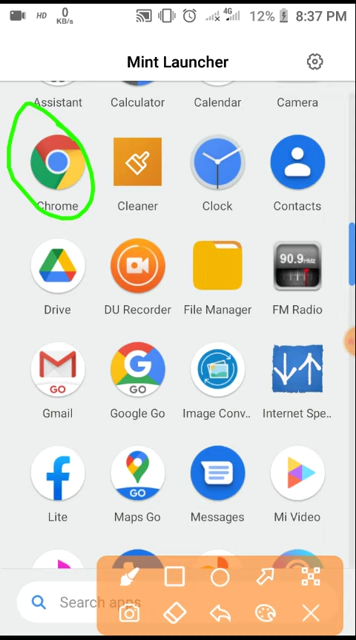 HD 0 KB/s 4G 12% 8:37 PM
Mint Launcher
Assistant Calculator Calendar Camera
Chrome Cleaner Clock Contacts
90.9
Drive DU Recorder File Manager FM Radio
GO GO
Gmail Google Go Image Conv.. Internet Spe..
GO
Lite Maps Go Messages Mi Video
Search apps